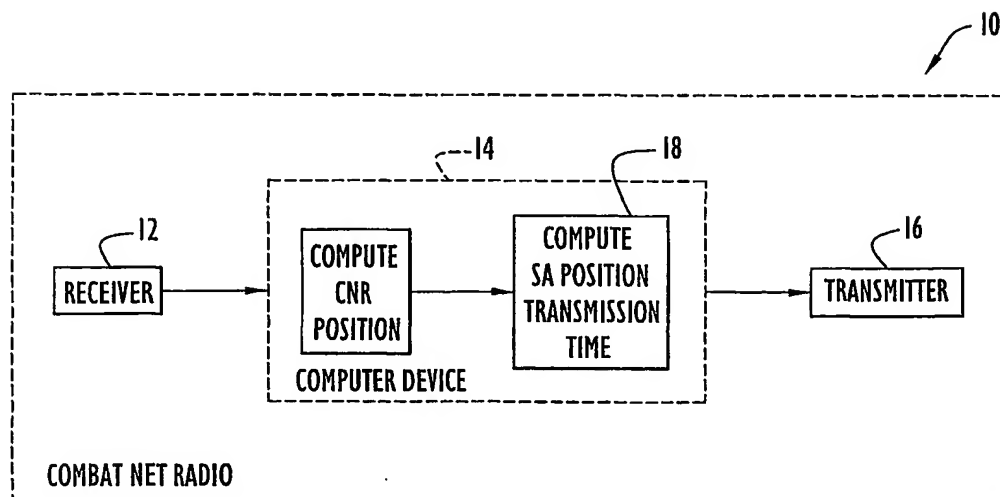 10
14
18
12
16
RECEIVER
COMPUTE
CNR
POSITION
COMPUTE
SA POSITION
TRANSMISSION
TIME
TRANSMITTER
COMPUTER DEVICE
COMBAT NET RADIO